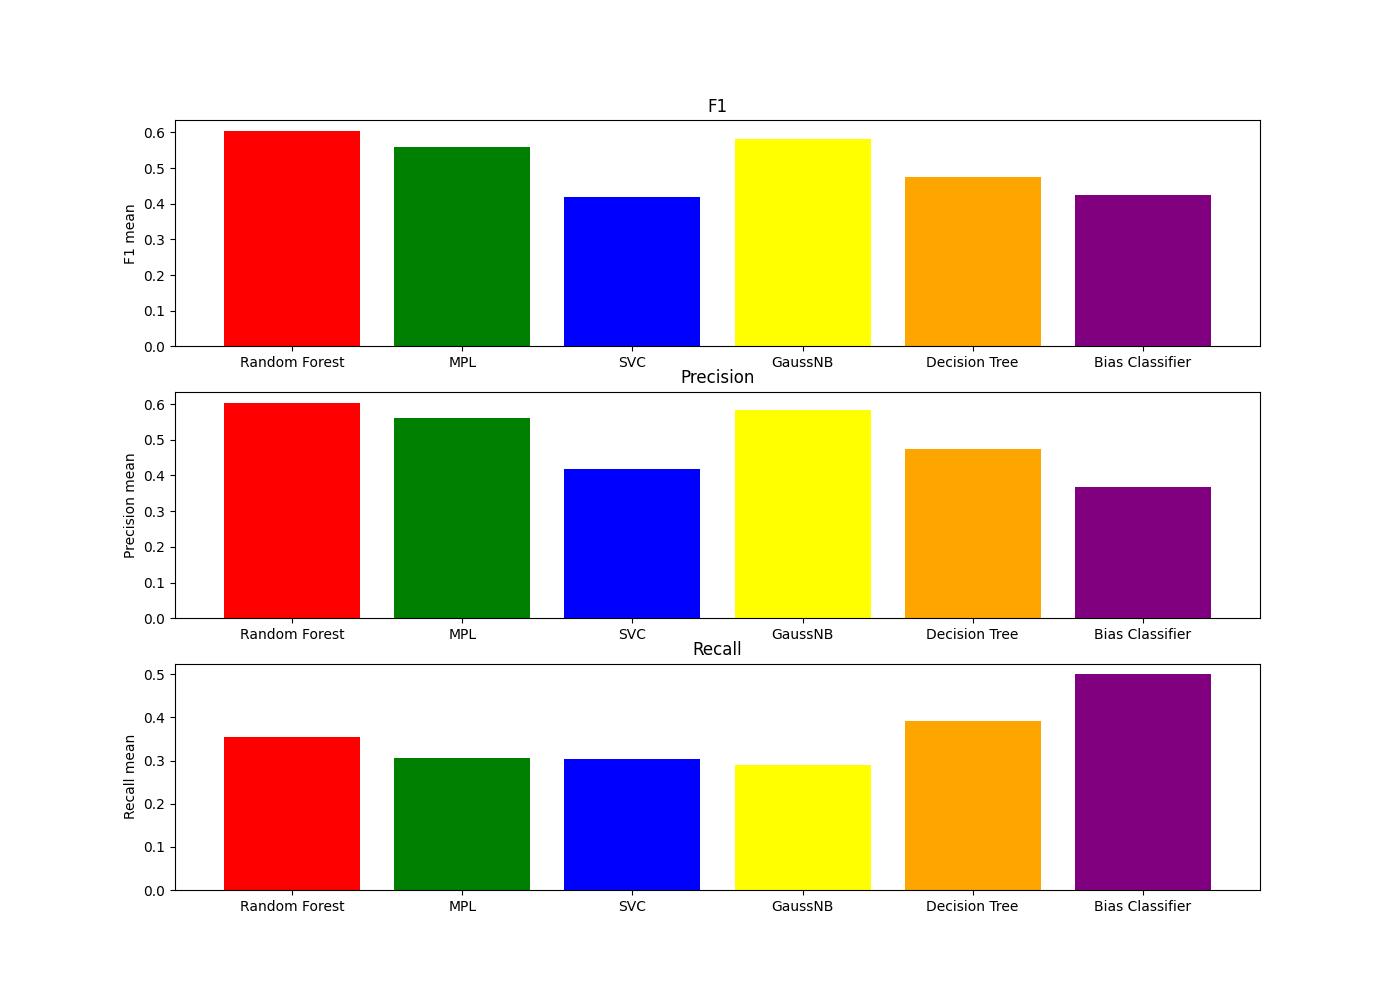 F1
F1 mean
0.6
0.5
0.4
0.3
0.2
0.1
0.0
Random Forest MPL SVC GaussNB Decision Tree Bias Classifier
Precision
Precision mean
0.6
0.5
0.4
0.3
0.2
0.1
0.0
Random Forest MPL SVC GaussNB Decision Tree Bias Classifier
Recall
Recall mean
0.5
0.4
0.3
0.2
0.1
0.0
Random Forest MPL SVC GaussNB Decision Tree Bias Classifier